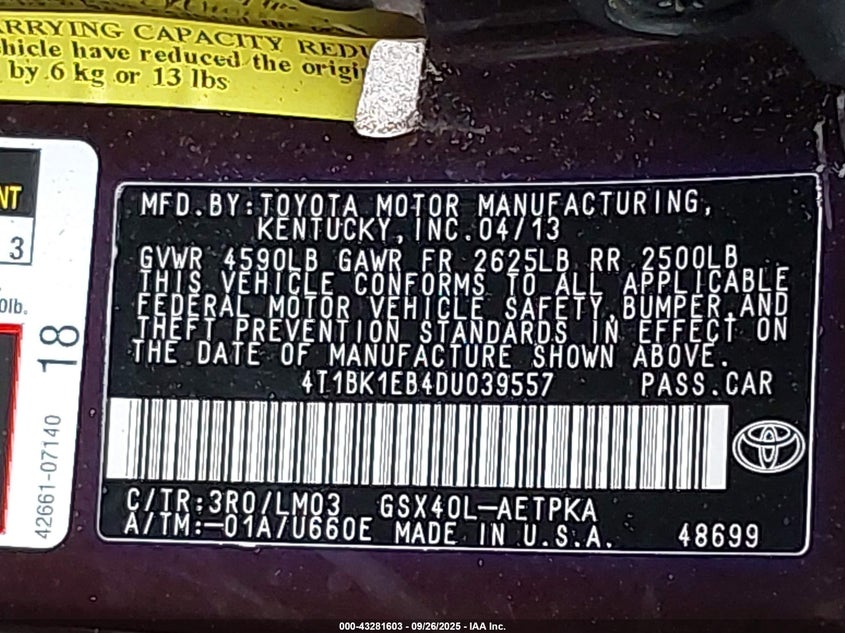 ARRYING CAPACITY REDU
hicle have reduced the origi
by 6 kg or 13 lbs
NT
3
0lb.
18
42661-07140
MFD.BY:TOYOTA MOTOR MANUFACTURING,
KENTUCKY,INC.04/13
GVWR 4590LB GAWR FR 2625LB RR 2500LB
THIS VEHICLE CONFORMS TO ALL APPLICABLE
FEDERAL MOTOR VEHICLE SAFETY,BUMPER,AND
THEFT PREVENTION STANDARDS IN EFFECT ON
THE DATE OF MANUFACTURE SHOWN ABOVE.
4T1BK1EB4DU039557 PASS.CAR
C/TR:3R0/LM03 GSX40L-AETPKA
A/TM:-01A/U660E MADE IN U.S.A. 48699
000-43281603 - 09/26/2025 - IAA Inc.